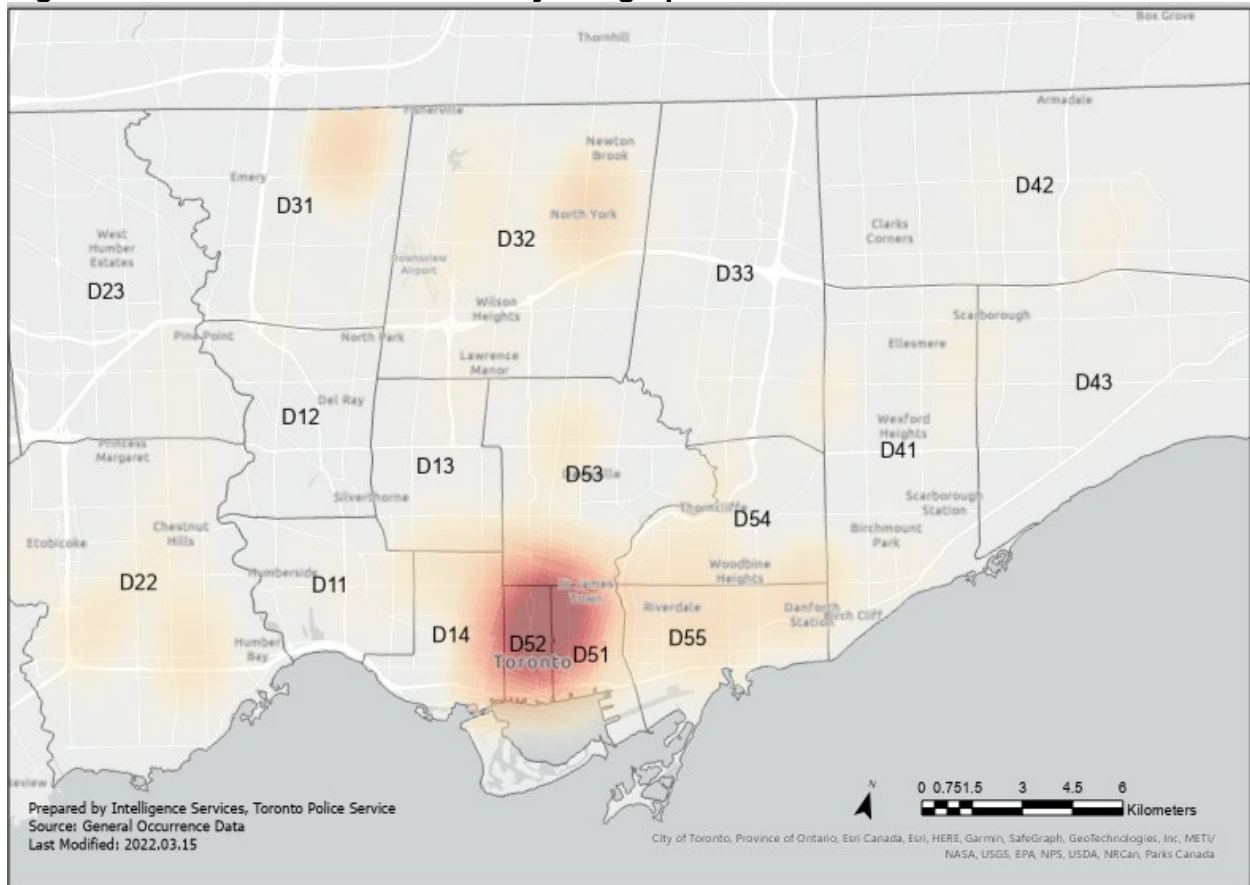 Box Grove
Thornhill
Armadale
Fisherville
Newton
Brook
Emery
D31
D42
North York
West
Humber
Estates
Clarks
Corners
D32
Downsview
Airport
D33
D23
Wilson
Heights
Scarborough
Pine Point
North Park
Ellesmere
Lawrence
Manor
D43
Del Ray
D12
Wexford
Heights
Princess
Margaret
D41
D13
D53
Silverthorne
Scarborough
Station
Thorncliffe
D54
Chestnut
Hills
Birchmount
Park
Etobicoke
Woodbine
Heights
Humberside
D22
D11
St James
Town
Riverdale
Danforth
Station
Birch Cliff
D14
D55
Humber
Bay
D52
D51
Toronto
N
0 0.75 1.5 3 4.5 6
Kilometers
Prepared by Intelligence Services, Toronto Police Service
Source: General Occurrence Data
Last Modified: 2022.03.15
City of Toronto, Province of Ontario, Esri Canada, Esri, HERE, Garmin, SafeGraph, GeoTechnologies, Inc, METI/
NASA, USGS, EPA, NPS, USDA, NRCan, Parks Canada